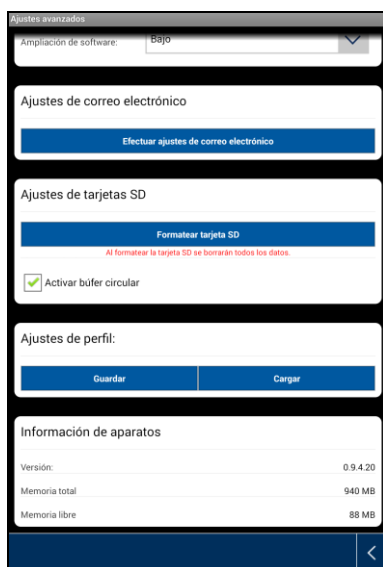 Ajustes avanzados
Ampliación de software:
Bajo
Ajustes de correo electrónico
Efectuar ajustes de correo electrónico
Ajustes de tarjetas SD
Formatear tarjeta SD
Al formatear la tarjeta SD se borrarán todos los datos.
Activar búfer circular
Ajustes de perfil:
Guardar Cargar
Información de aparatos
Versión: 0.9.4.20
Memoria total 940 MB
Memoria libre 88 MB